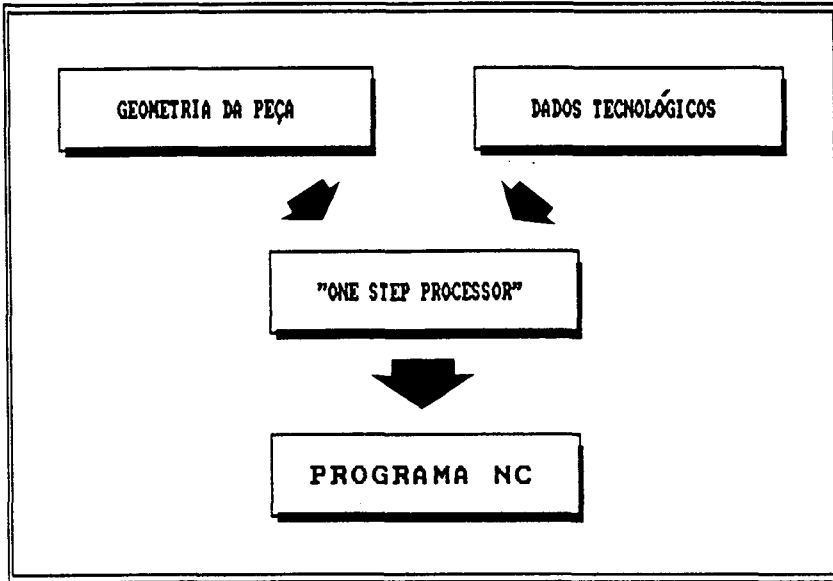 GEOMETRIA DA PEÇA
DADOS TECNOLÓGICOS
"ONE STEP PROCESSOR"
PROGRAMA NC